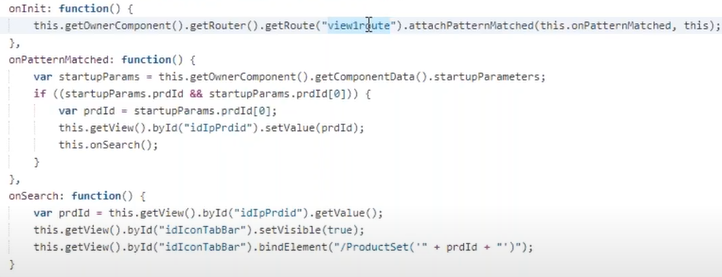 onInit: function() {
this.getOwnerComponent().getRouter().getRoute("view1route").attachPatternMatched(this.onPatternMatched, this);
},
onPatternMatched: function() {
var startupParams = this.getOwnerComponent().getComponentData().startupParameters;
if ((startupParams.prdId && startupParams.prdId[0])) {
var prdId = startupParams.prdId[0];
this.getView().byId("idIpPrdid").setValue(prdId);
this.onSearch();
}
},
onSearch: function() {
var prdId = this.getView().byId("idIpPrdid").getValue();
this.getView().byId("idIconTabBar").setVisible(true);
this.getView().byId("idIconTabBar").bindElement("/ProductSet('" + prdId + "')");
}